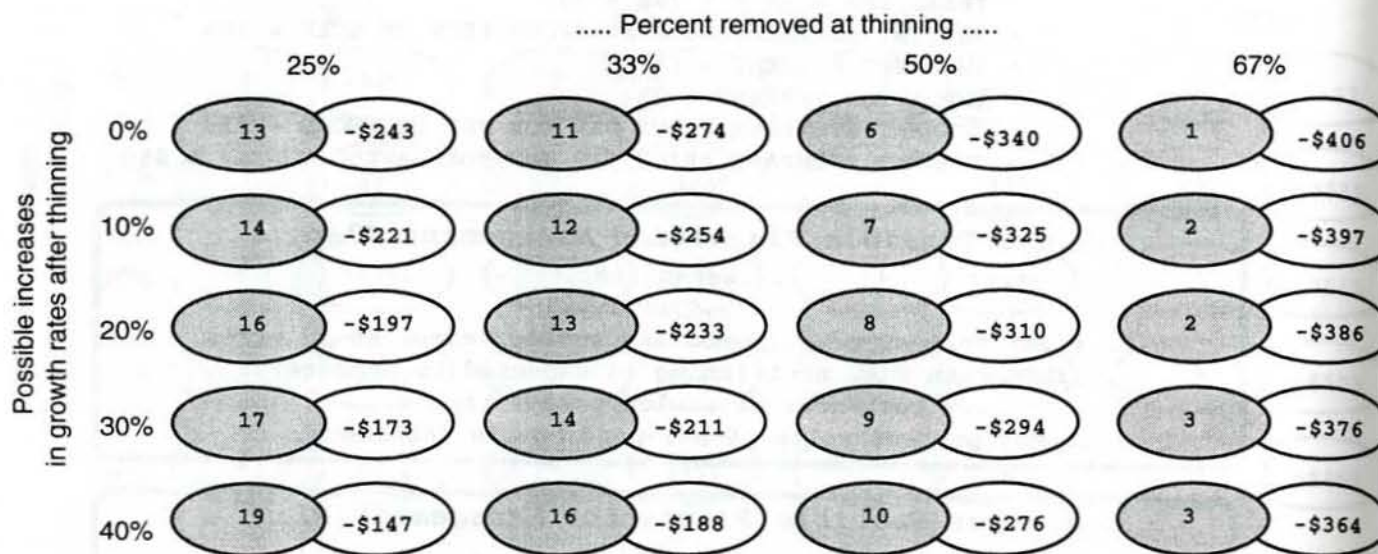 ..... Percent removed at thinning .....
25% 33% 50% 67%
Possible increases
in growth rates after thinning
0% 13 -$243 11 -$274 6 -$340 1 -$406
10% 14 -$221 12 -$254 7 -$325 2 -$397
20% 16 -$197 13 -$233 8 -$310 2 -$386
30% 17 -$173 14 -$211 9 -$294 3 -$376
40% 19 -$147 16 -$188 10 -$276 3 -$364